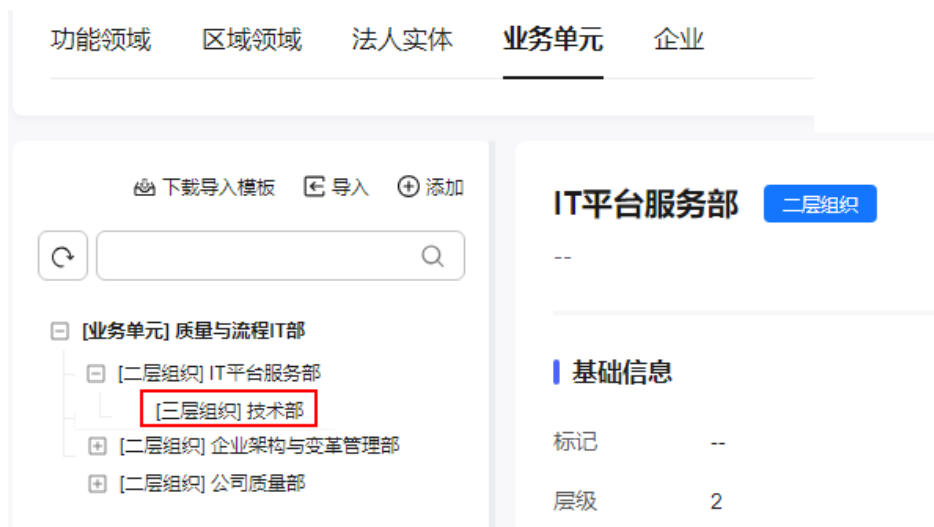 功能领域 区域领域 法人实体 业务单元 企业
下载导入模板 导入 添加
[业务单元] 质量与流程IT部
[二层组织] IT平台服务部
[三层组织] 技术部
[二层组织] 企业架构与变革管理部
[二层组织] 公司质量部
IT平台服务部 二层组织
--
基础信息
标记 --
层级 2